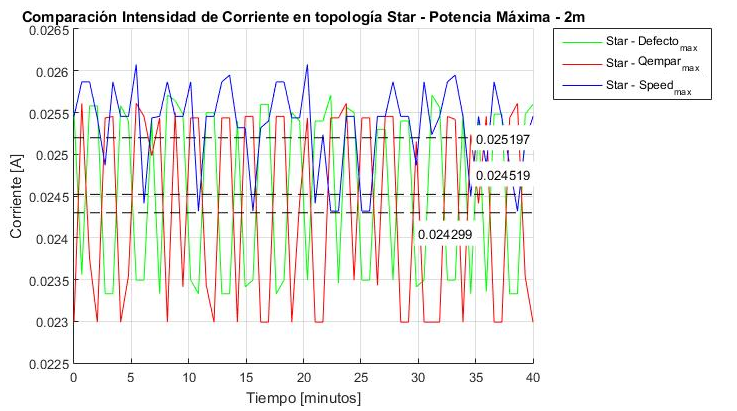 Comparación Intensidad de Corriente en topología Star - Potencia Máxima - 2m
Corriente [A]
0.0265
0.026
0.0255
0.025
0.0245
0.024
0.0235
0.023
0.0225
0 5 10 15 20 25 30 35 40
Tiempo [minutos]
0.025197
0.024519
0.024299
Star - Defecto max
Star - Qempar max
Star - Speed max